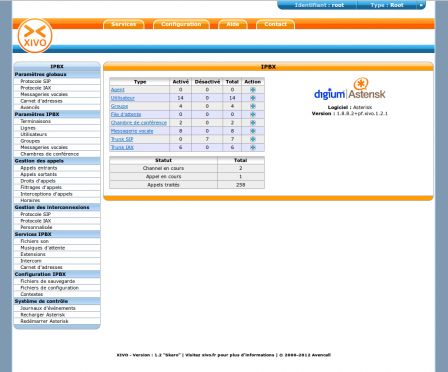 Identifiant : root
Type : Root
Services
Configuration
Aide
Contact
XIVO
IPBX
Paramètres globaux
Protocole SIP
Protocole IAX
Messageries vocales
Carnet d'adresses
Avancés
Paramètres IPBX
Terminaisons
Lignes
Utilisateurs
Groupes
Messageries vocales
Chambres de conférence
Gestion des appels
Appels entrants
Appels sortants
Droits d'appels
Filtrages d'appels
Interceptions d'appels
Horaires
Gestion des interconnexions
Protocole SIP
Protocole IAX
Personnalisée
Services IPBX
Fichiers son
Musiques d'attente
Extensions
Intercom
Carnet d'adresses
Configuration IPBX
Fichiers de sauvegarde
Fichiers de configuration
Contextes
Système de contrôle
Journaux d'événements
Recharger Asterisk
Redémarrer Asterisk
IPBX
Type Activé Désactivé Total Action
Agent 0 0 0
Utilisateur 14 0 14
Groupe 4 0 4
File d'attente 0 0 0
Chambre de conférence 2 0 2
Messagerie vocale 8 0 8
Trunk SIP 0 7 7
Trunk IAX 6 0 6
Statut Total
Canal en cours 2
Appel en cours 1
Appels traités 258
digium Asterisk
Logiciel : Asterisk
Version : 1.8.8.2+pf.xivo.1.2.1
XIVO - Version : 1.2 "Skaro" | Visitez xivo.fr pour plus d'informations | © 2006-2012 Avencall